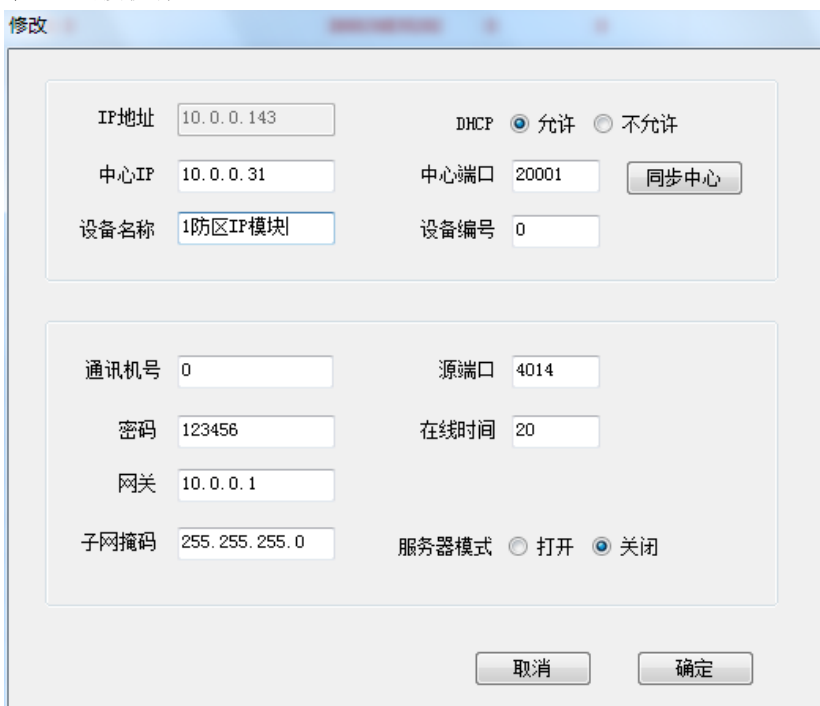 修改
IP地址 10.0.0.143 DHCP 允许 不允许
中心IP 10.0.0.31 中心端口 20001 同步中心
设备名称 1防区IP模块 设备编号 0
通讯机号 0 源端口 4014
密码 123456 在线时间 20
网关 10.0.0.1
子网掩码 255.255.255.0 服务器模式 打开 关闭
取消 确定